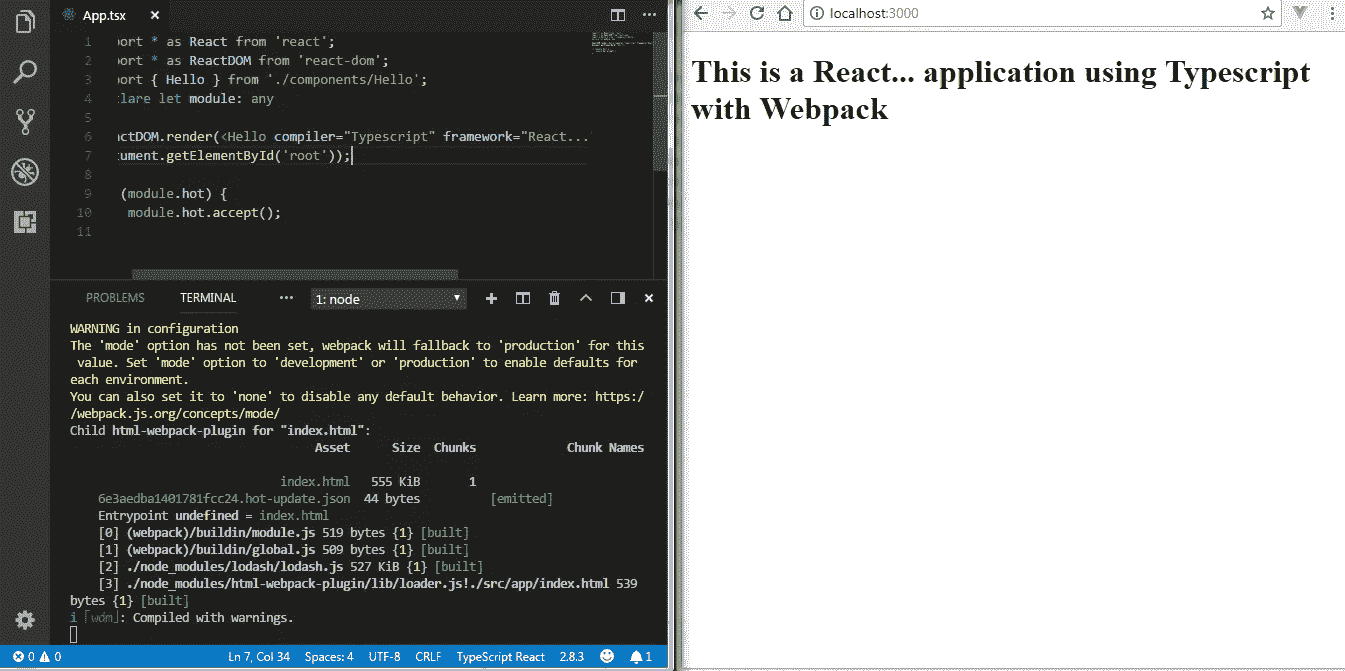 App.tsx
1 port * as React from 'react';
2 port * as ReactDOM from 'react-dom';
3 port { Hello } from './components/Hello';
4 clare let module: any
5
6 actDOM.render(<Hello compiler="Typescript" framework="React...
7 cument.getElementById('root'));
8
9 (module.hot) {
10 module.hot.accept();
11
PROBLEMS TERMINAL ••• 1: node
WARNING in configuration
The 'mode' option has not been set, webpack will fallback to 'production' for this
value. Set 'mode' option to 'development' or 'production' to enable defaults for
each environment.
You can also set it to 'none' to disable any default behavior. Learn more: https:/
/webpack.js.org/concepts/mode/
Child html-webpack-plugin for "index.html":
Asset Size Chunks Chunk Names
index.html 555 KiB 1
6e3aedba1401781fcc24.hot-update.json 44 bytes [emitted]
Entrypoint undefined = index.html
[0] (webpack)/buildin/module.js 519 bytes {1} [built]
[1] (webpack)/buildin/global.js 509 bytes {1} [built]
[2] ./node_modules/lodash/lodash.js 527 KiB {1} [built]
[3] ./node_modules/html-webpack-plugin/lib/loader.js!./src/app/index.html 539
bytes {1} [built]
i ｢wdm｣: Compiled with warnings.
0 0 Ln 7, Col 34 Spaces: 4 UTF-8 CRLF TypeScript React 2.8.3 1
localhost:3000
This is a React... application using Typescript
with Webpack